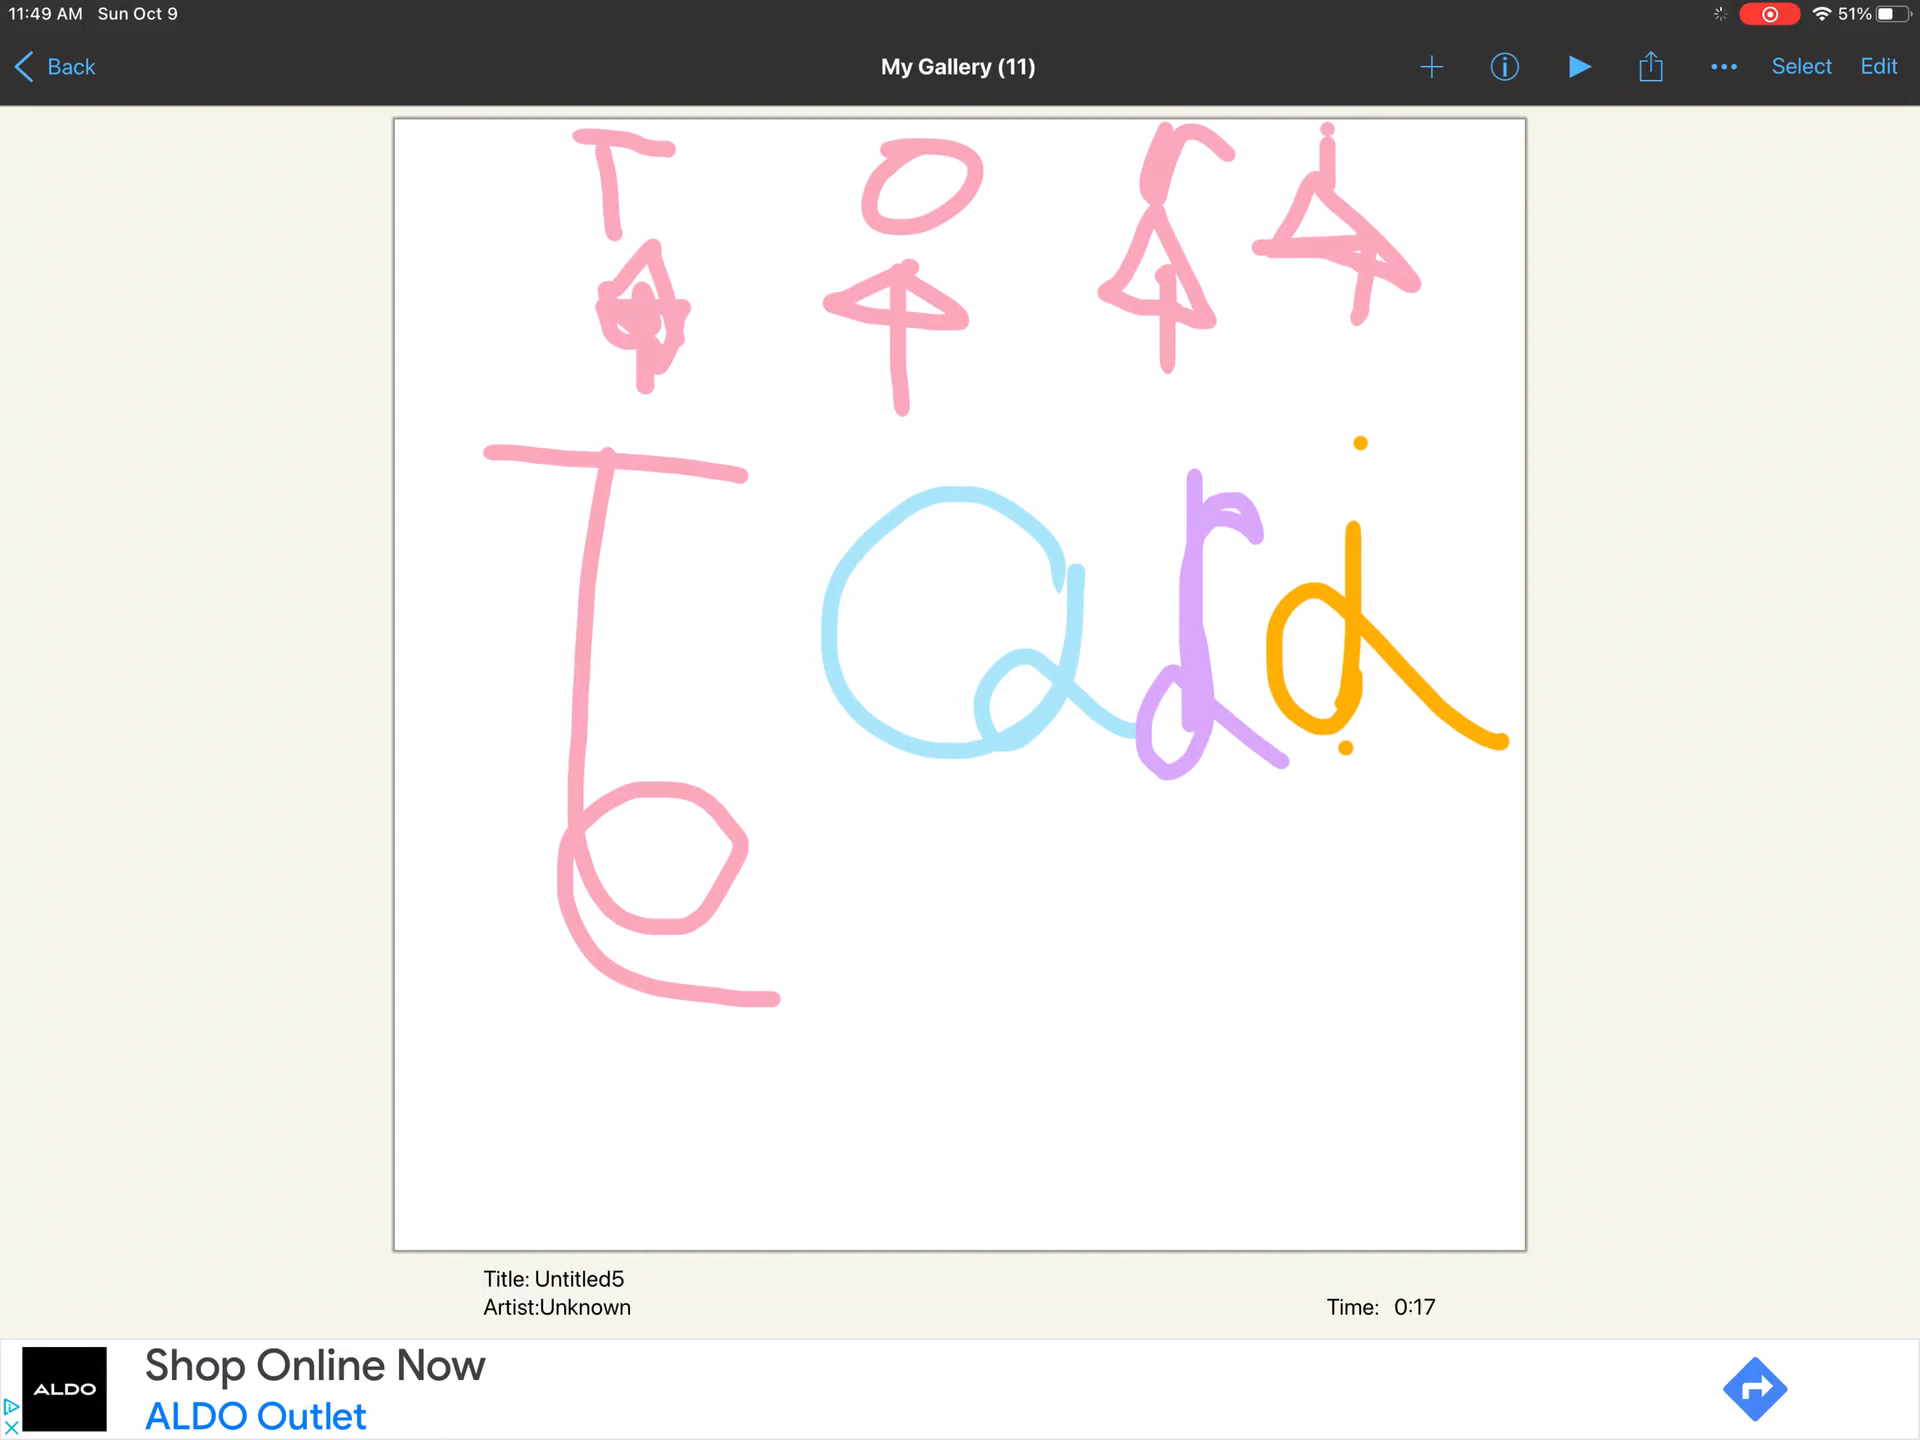 11:49 AM Sun Oct 9 51%
Back My Gallery (11) Select Edit
T O r i
T O r i
Title: Untitled5
Artist:Unknown Time: 0:17
ALDO Shop Online Now
ALDO Outlet